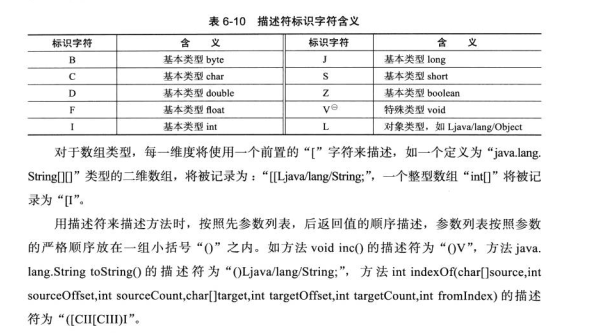 表 6-10 描述符标识字符含义
标识字符 含 义 标识字符 含 义
B 基本类型 byte J 基本类型 long
C 基本类型 char S 基本类型 short
D 基本类型 double Z 基本类型 boolean
F 基本类型 float V⊖ 特殊类型 void
I 基本类型 int L 对象类型，如 Ljava/lang/Object
对于数组类型，每一维度将使用一个前置的“[”字符来描述，如一个定义为“java.lang.
String[][]”类型的二维数组，将被记录为：“[[Ljava/lang/String;”，一个整型数组“int[]”将被记
录为“[I”。
用描述符来描述方法时，按照先参数列表，后返回值的顺序描述，参数列表按照参数
的严格顺序放在一组小括号“()”之内。如方法 void inc() 的描述符为“()V”，方法 java.
lang.String toString() 的描述符为“()Ljava/lang/String;”，方法 int indexOf(char[]source,int
sourceOffset,int sourceCount,char[]target,int targetOffset,int targetCount,int fromIndex) 的描述
符为“([CII[CIII)I”。